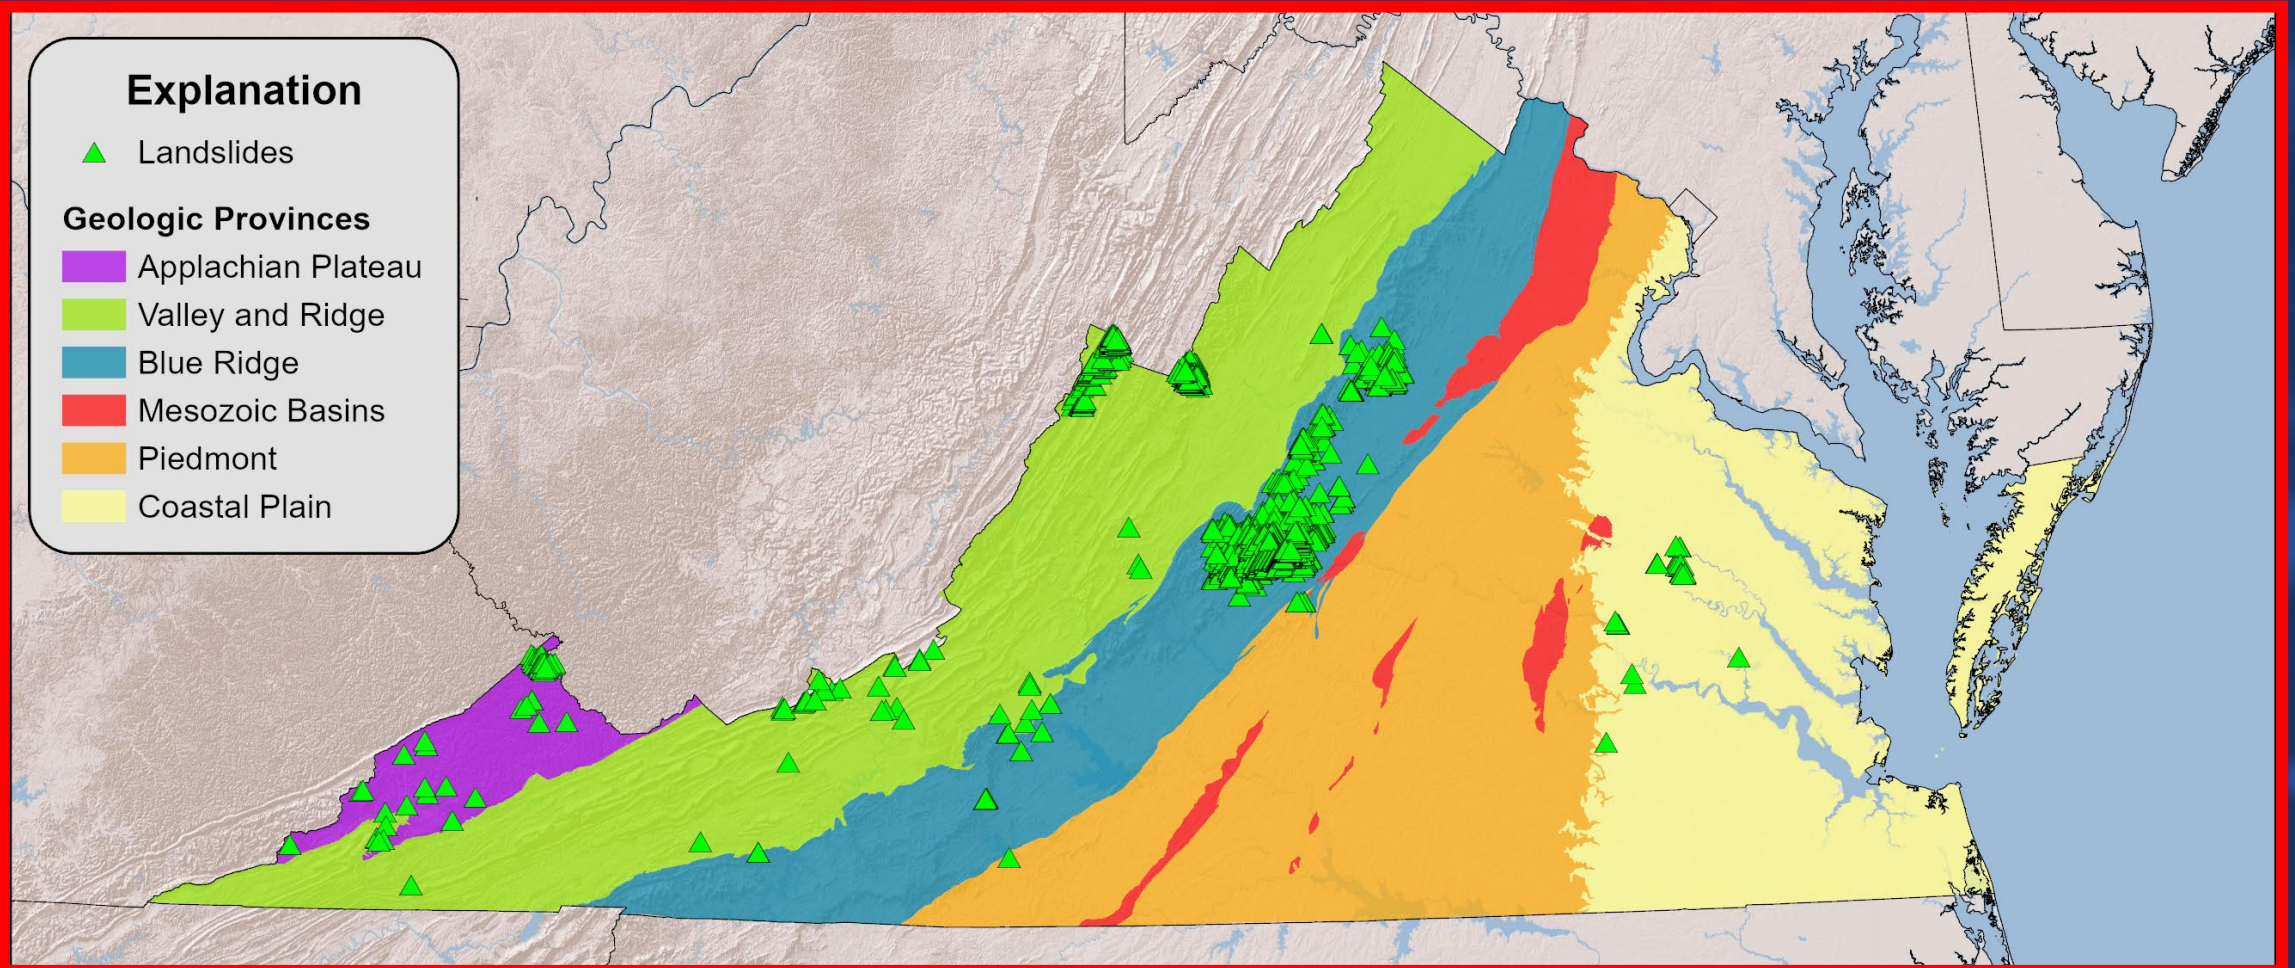 Explanation
Landslides
Geologic Provinces
Applachian Plateau
Valley and Ridge
Blue Ridge
Mesozoic Basins
Piedmont
Coastal Plain